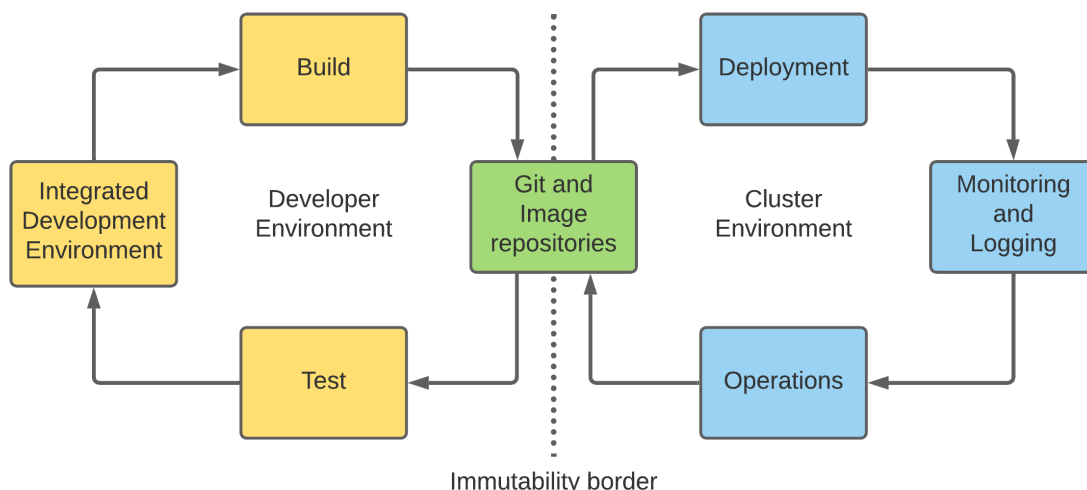 Build
Deployment
Integrated
Development
Environment
Developer
Environment
Git and
Image
repositories
Cluster
Environment
Monitoring
and
Logging
Test
Operations
Immutability border